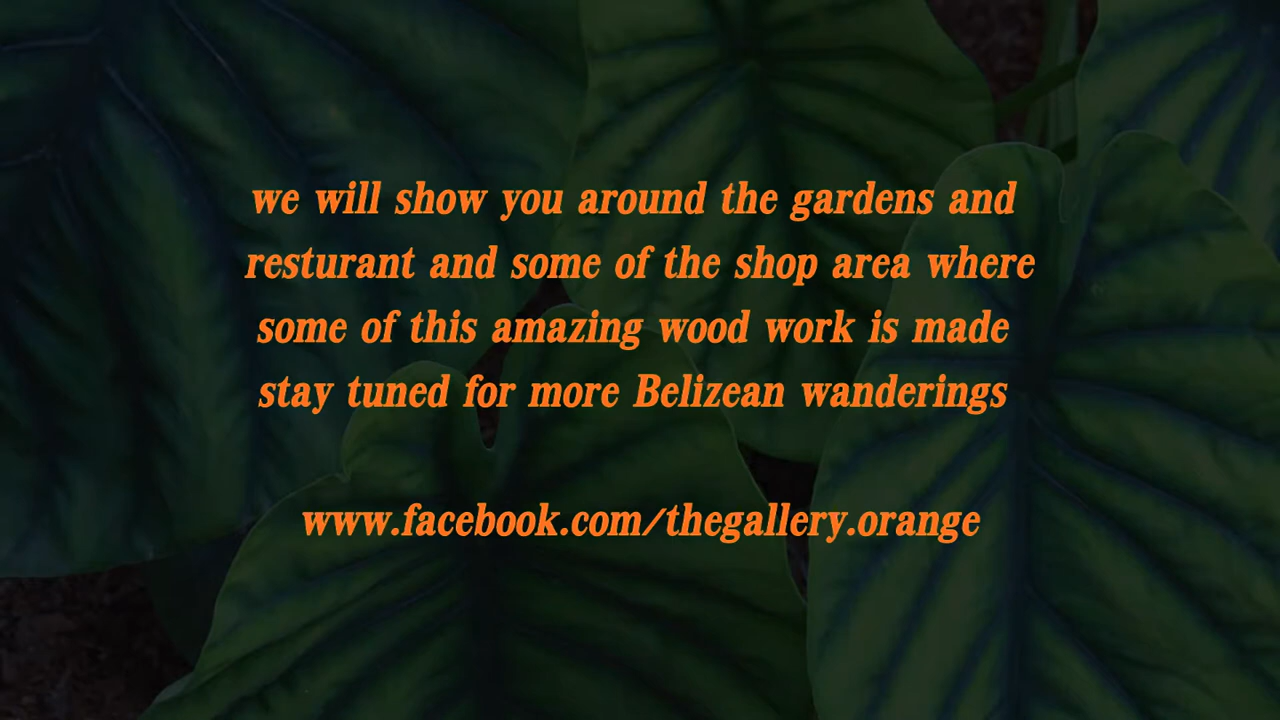 we will show you around the gardens and
resturant and some of the shop area where
some of this amazing wood work is made
stay tuned for more Belizean wanderings
www.facebook.com/thegallery.orange